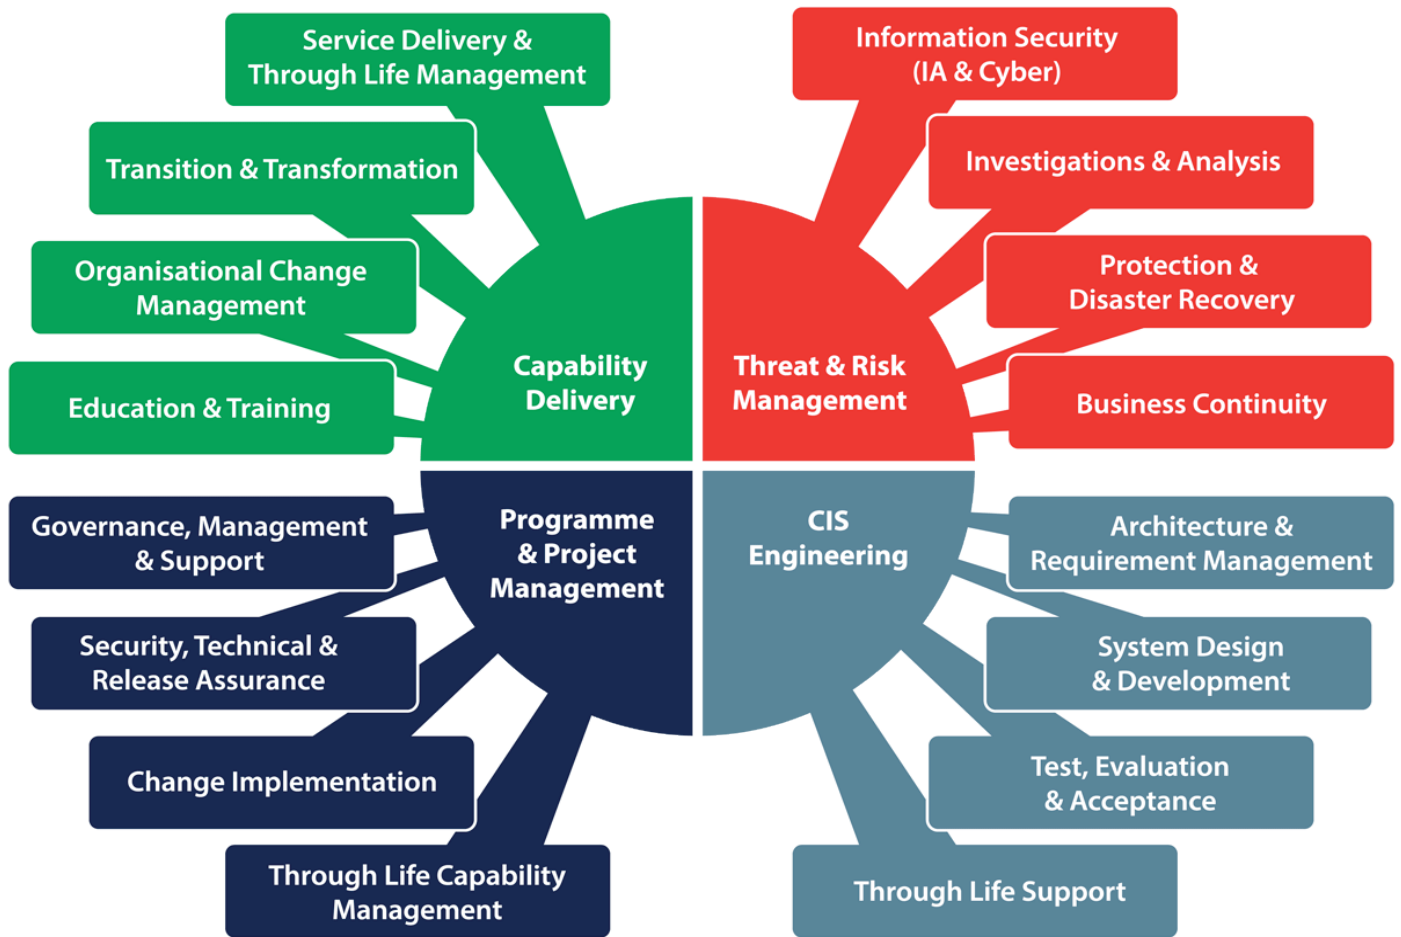 Service Delivery &
Through Life Management
Transition & Transformation
Organisational Change
Management
Education & Training
Capability
Delivery
Information Security
(IA & Cyber)
Investigations & Analysis
Protection &
Disaster Recovery
Business Continuity
Threat & Risk
Management
Governance, Management
& Support
Security, Technical &
Release Assurance
Change Implementation
Through Life Capability
Management
Programme
& Project
Management
CIS
Engineering
Architecture &
Requirement Management
System Design
& Development
Test, Evaluation
& Acceptance
Through Life Support